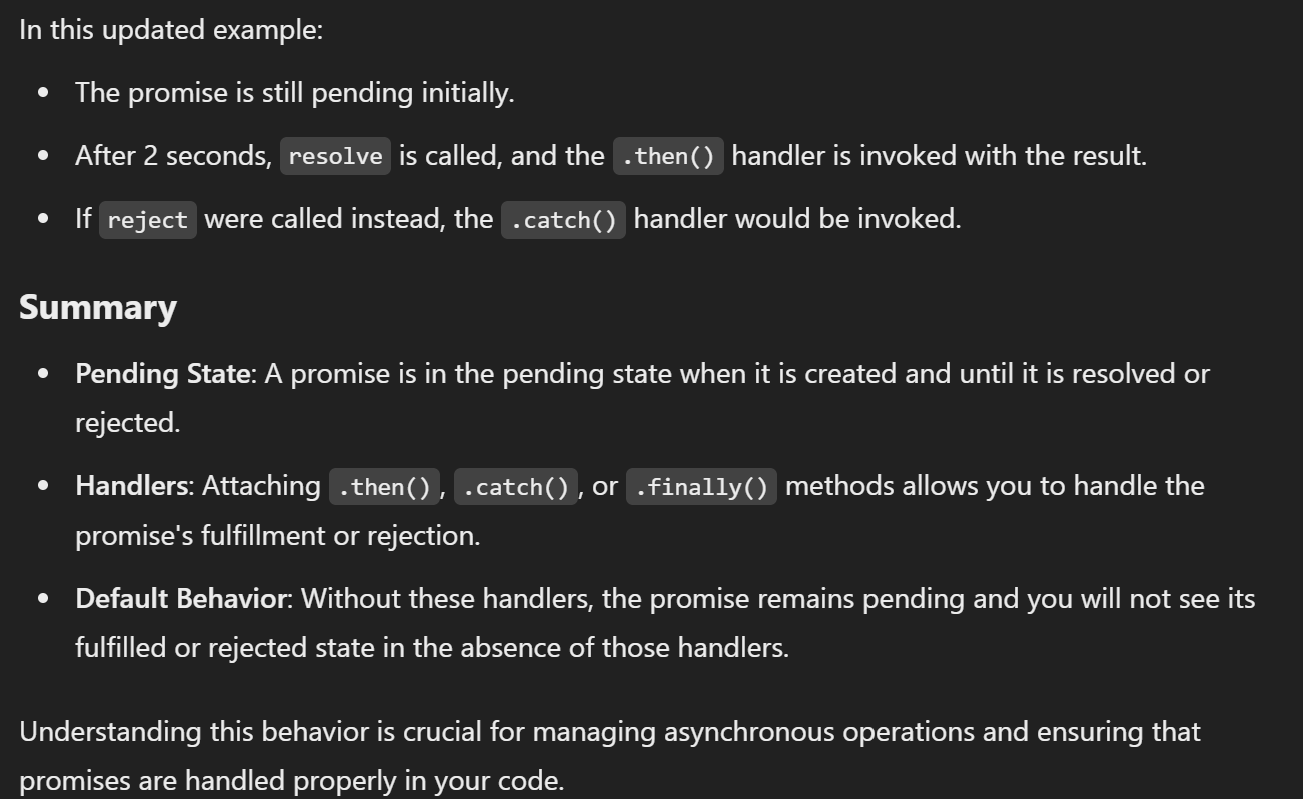 In this updated example:
• The promise is still pending initially.
• After 2 seconds, resolve is called, and the .then() handler is invoked with the result.
• If reject were called instead, the .catch() handler would be invoked.
Summary
• Pending State: A promise is in the pending state when it is created and until it is resolved or
rejected.
• Handlers: Attaching .then(), .catch(), or .finally() methods allows you to handle the
promise's fulfillment or rejection.
• Default Behavior: Without these handlers, the promise remains pending and you will not see its
fulfilled or rejected state in the absence of those handlers.
Understanding this behavior is crucial for managing asynchronous operations and ensuring that
promises are handled properly in your code.